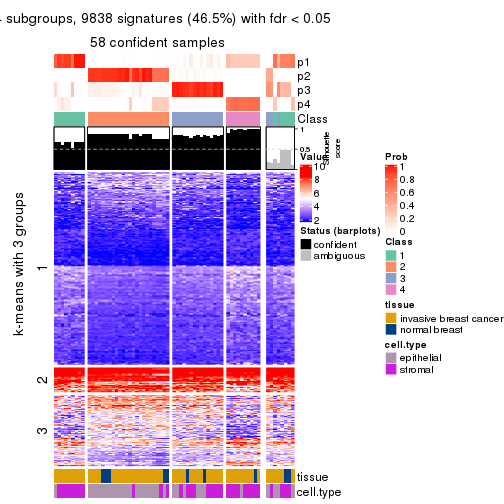 subgroups, 9838 signatures (46.5%) with fdr < 0.05
58 confident samples
p1
p2
p3
p4
Class
1
0.5
Silhouette
score
k-means with 3 groups
1
2
3
tissue
cell.type
Value
10
8
6
4
2
Status (barplots)
confident
ambiguous
Prob
1
0.8
0.6
0.4
0.2
0
Class
1
2
3
4
tissue
invasive breast cancer
normal breast
cell.type
epithelial
stromal